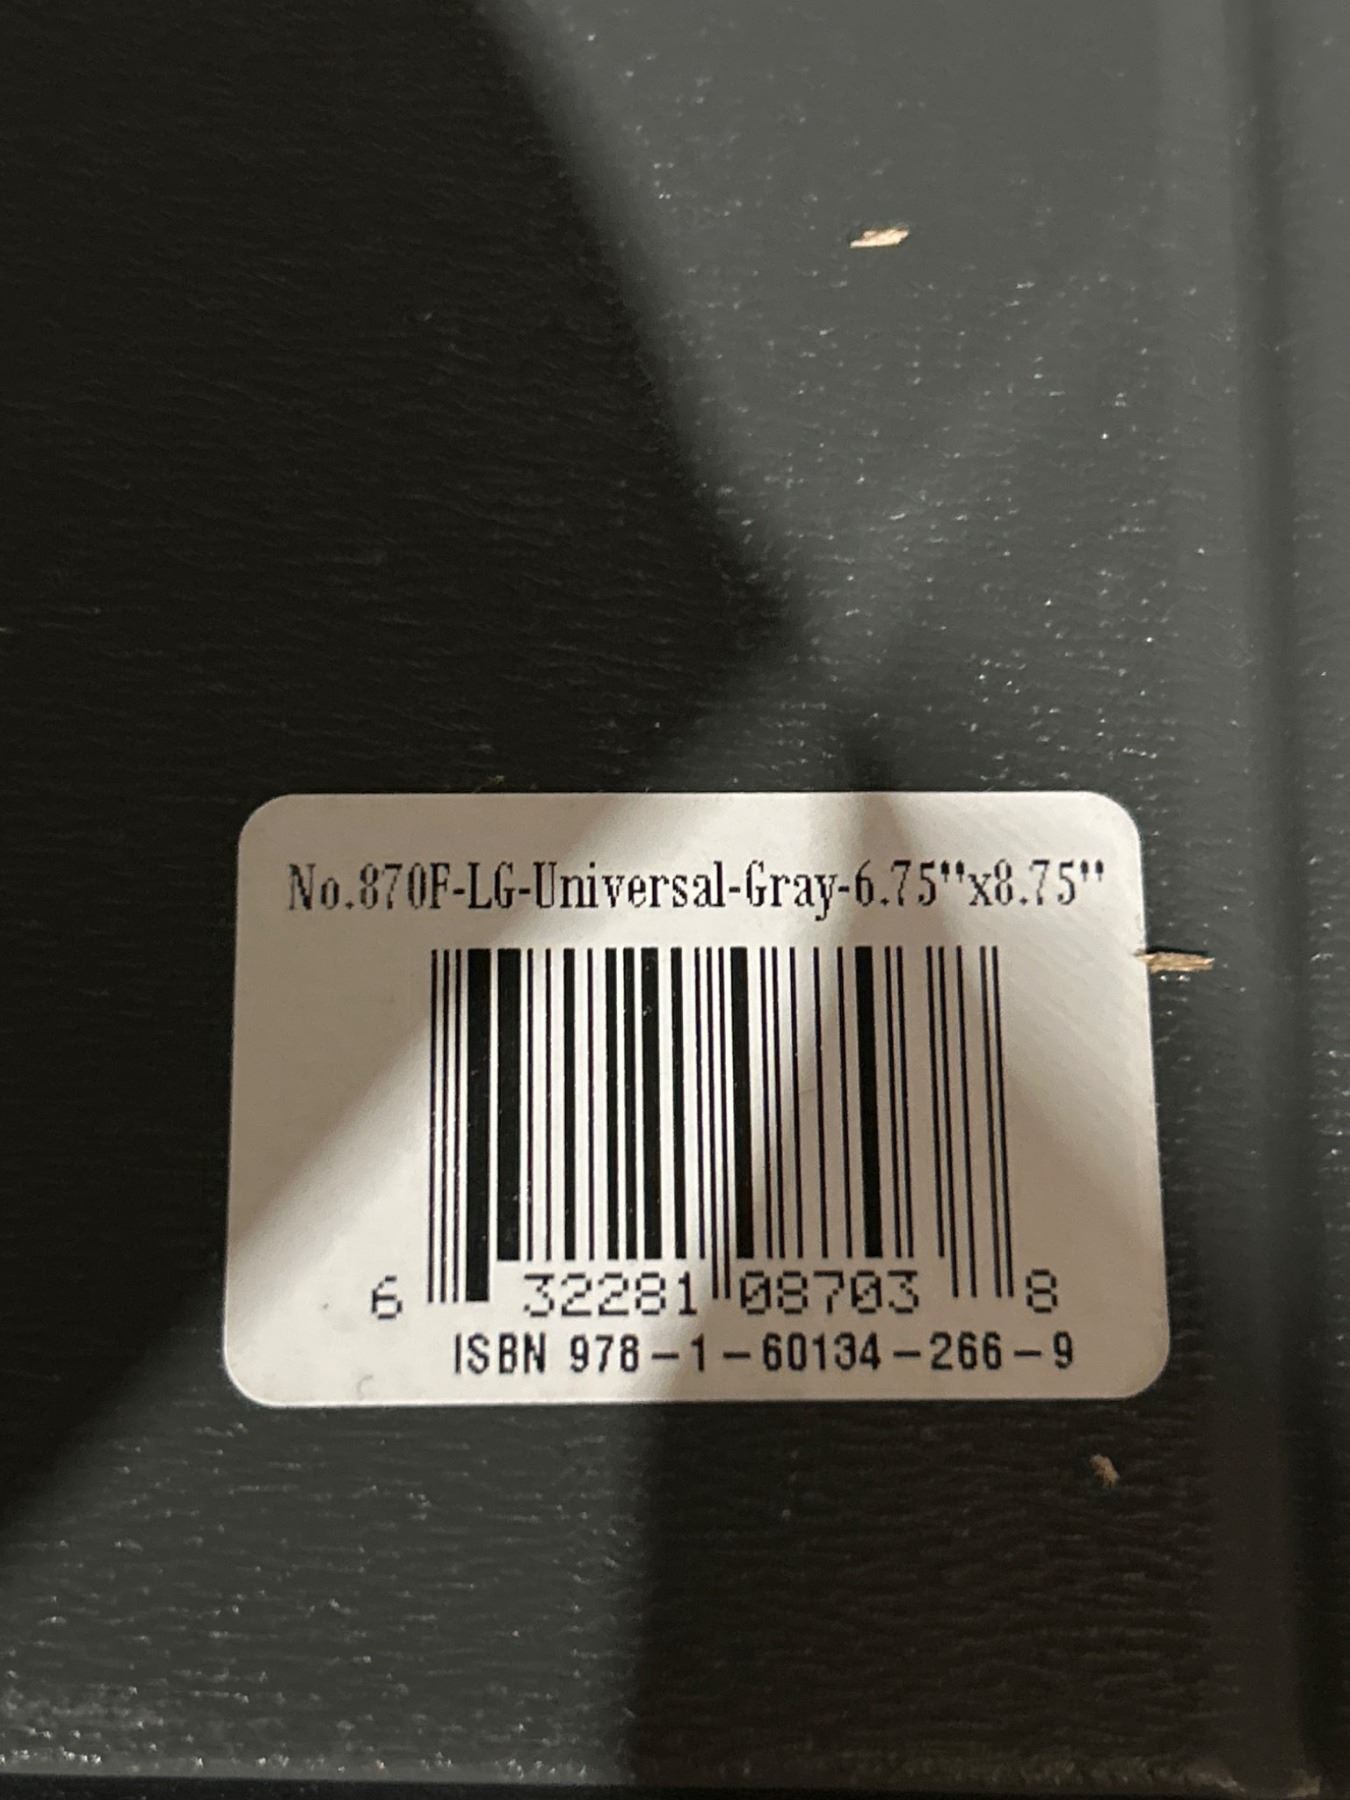 No.870F-LG-Universal-Gray-6.75"x8.75"
6 32281 08703 8
ISBN 978-1-60134-266-9